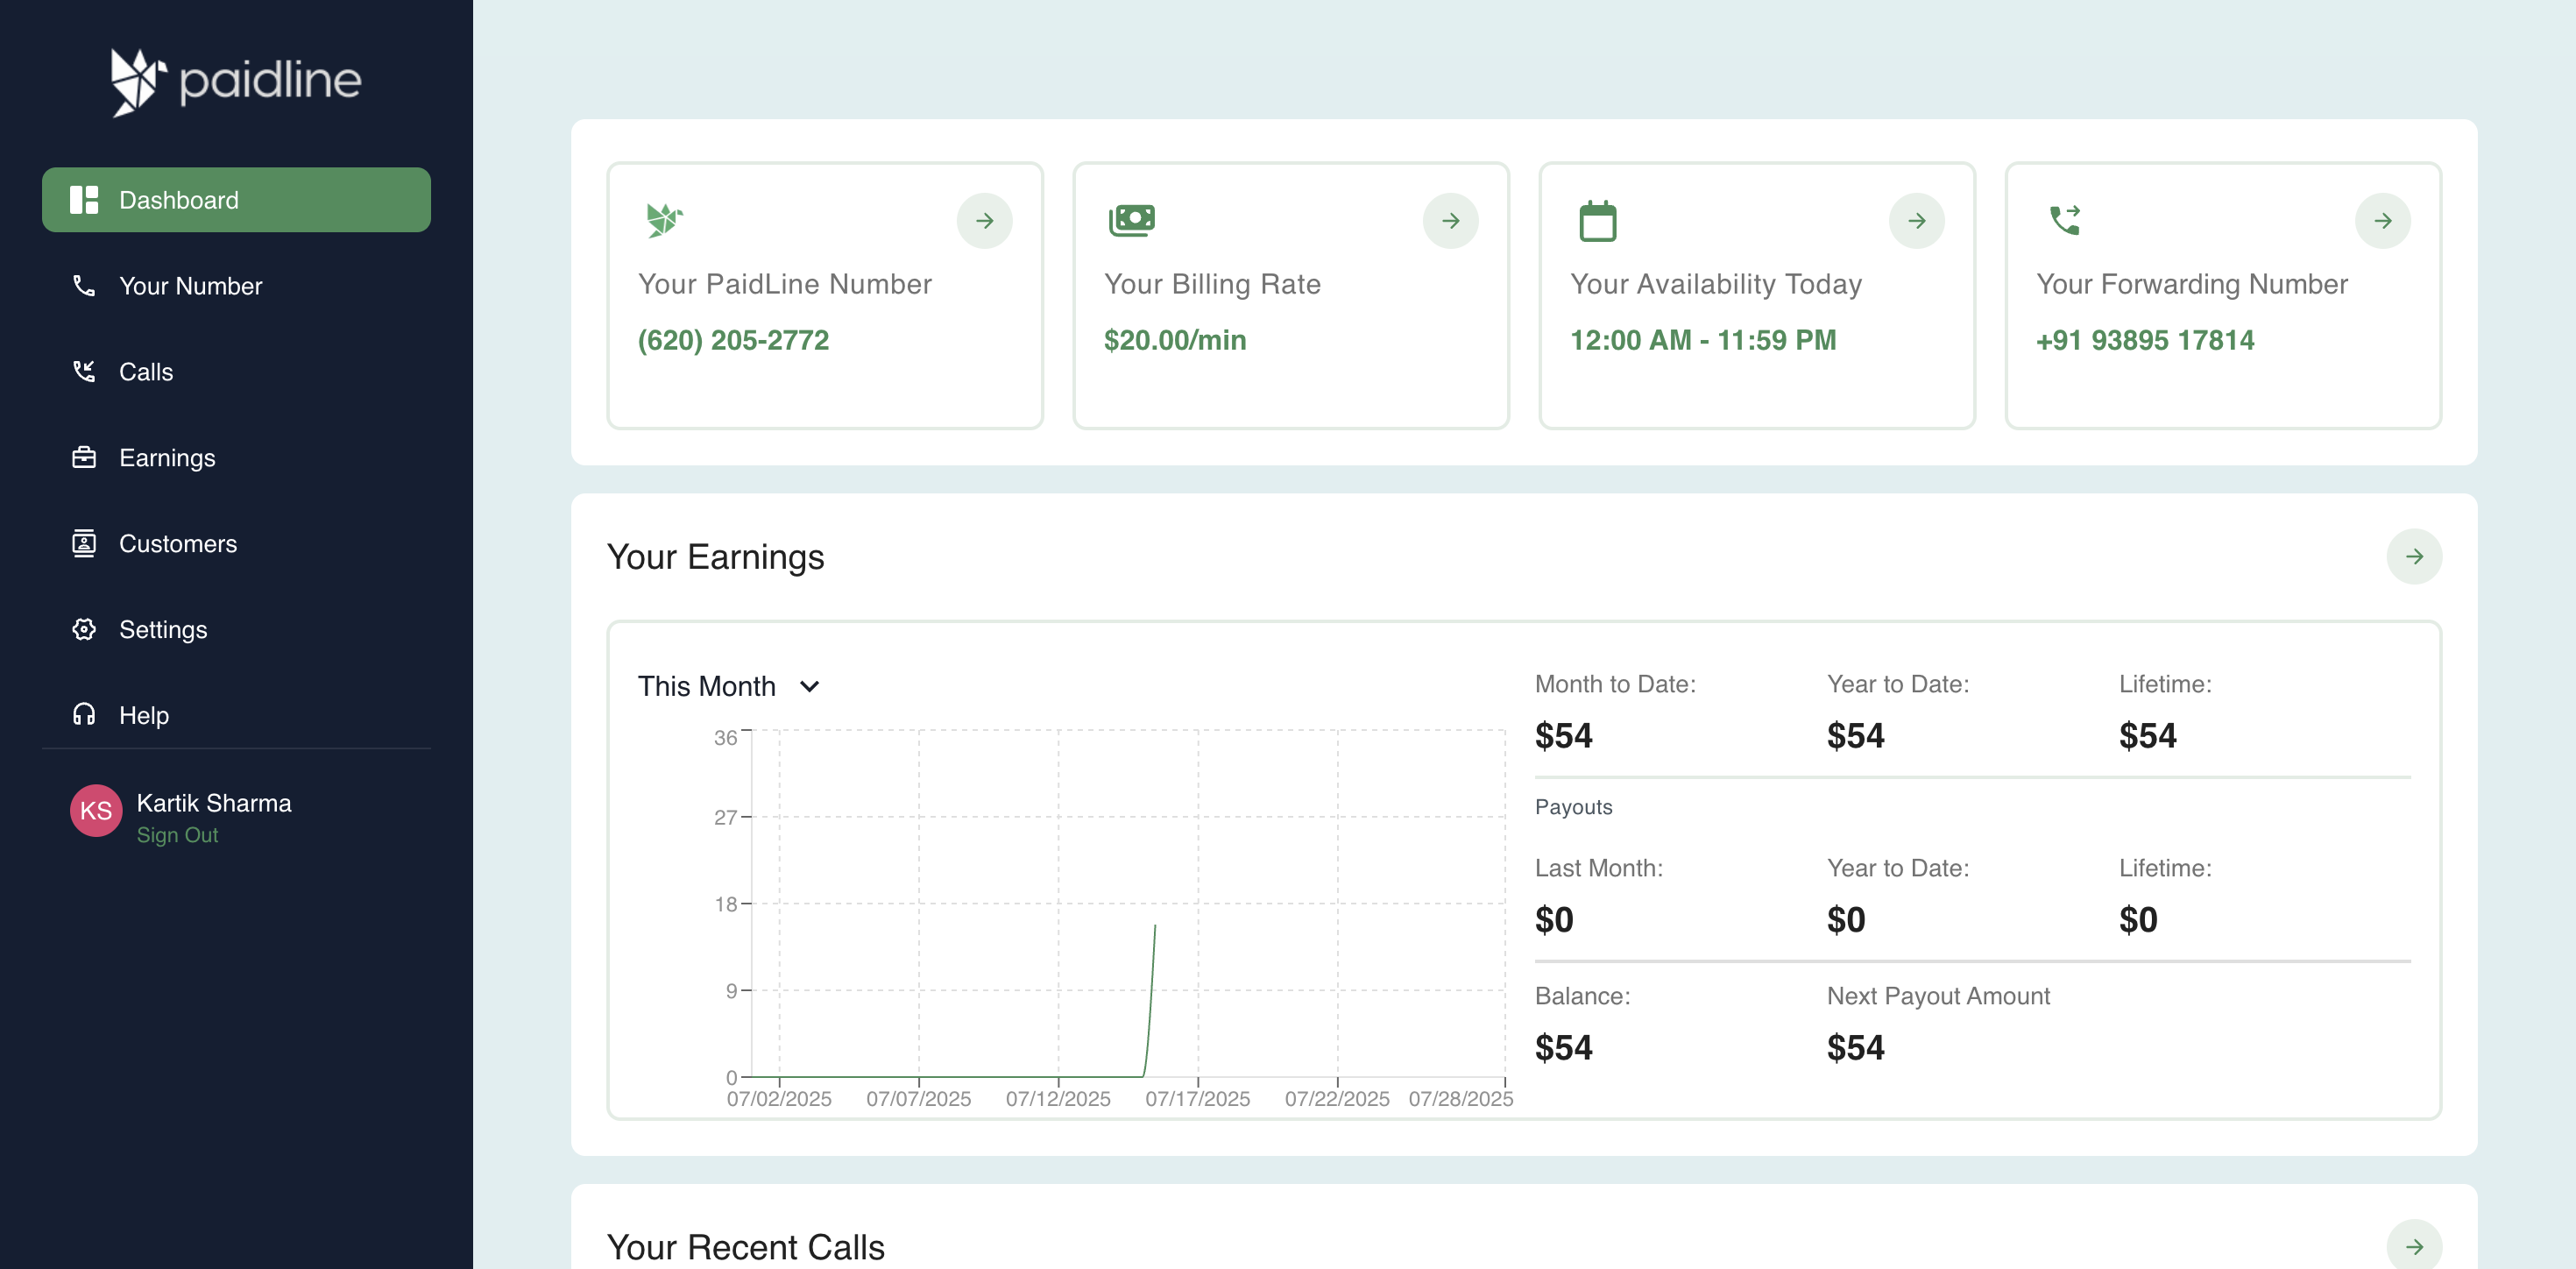 paidline
Dashboard
Your Number
Calls
Earnings
Customers
Settings
Help
KS
Kartik Sharma
Sign Out
Your PaidLine Number
(620) 205-2772
Your Billing Rate
$20.00/min
Your Availability Today
12:00 AM - 11:59 PM
Your Forwarding Number
+91 93895 17814
Your Earnings
This Month
36
27
18
9
0
07/02/2025 07/07/2025 07/12/2025 07/17/2025 07/22/2025 07/28/2025
Month to Date: Year to Date: Lifetime:
$54 $54 $54
Payouts
Last Month: Year to Date: Lifetime:
$0 $0 $0
Balance: Next Payout Amount
$54 $54
Your Recent Calls